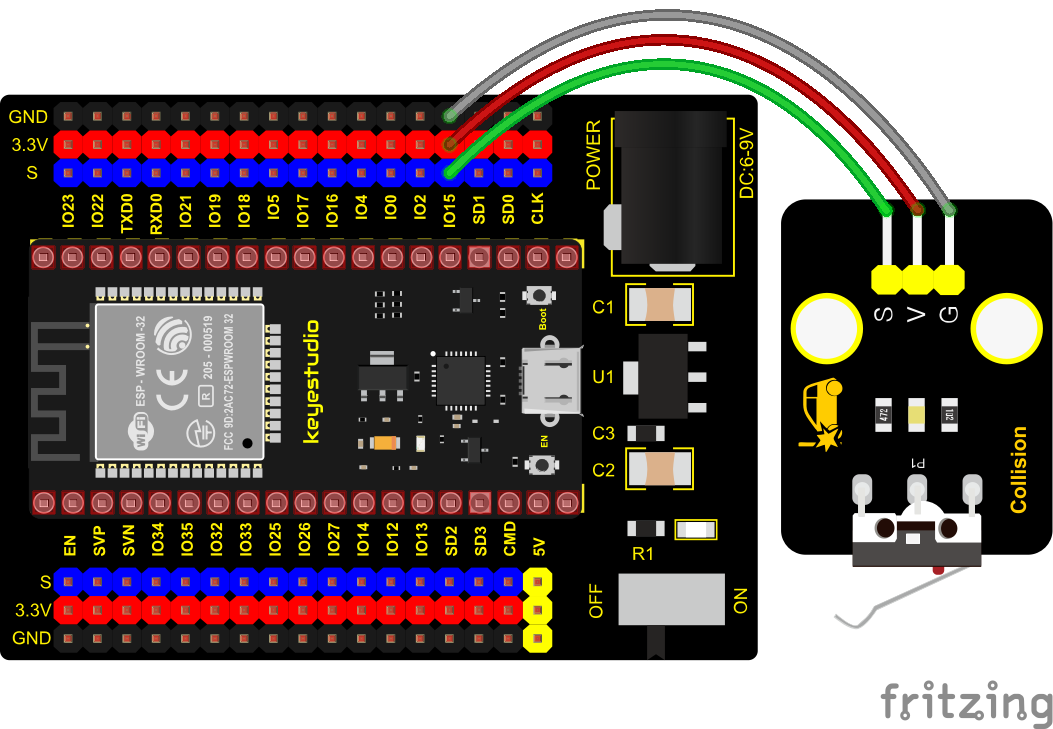 GND
3.3V
S
IO23
IO22
TXD0
RXD0
IO21
IO19
IO18
IO5
IO17
IO16
IO4
IO0
IO2
IO15
SD1
SD0
CLK
POWER
DC:6-9V
ESP - WROOM-32
205 - 000519
R
CE
FCC 9D:2AC72-ESPWROOM 32
WiFi
keyestudio
Boot
EN
C1
U1
C3
C2
R1
OFF
ON
EN
SVP
SVN
IO34
IO35
IO32
IO33
IO25
IO26
IO27
IO14
IO12
IO13
SD2
SD3
CMD
5V
S
3.3V
GND
S
V
G
472
102
P1
Collision
fritzing